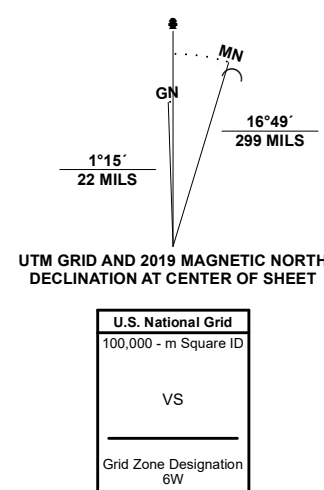 MN
GN
16°49´
299 MILS
1°15´
22 MILS
UTM GRID AND 2019 MAGNETIC NORTH
DECLINATION AT CENTER OF SHEET
U.S. National Grid
100,000 - m Square ID
VS
Grid Zone Designation
6W